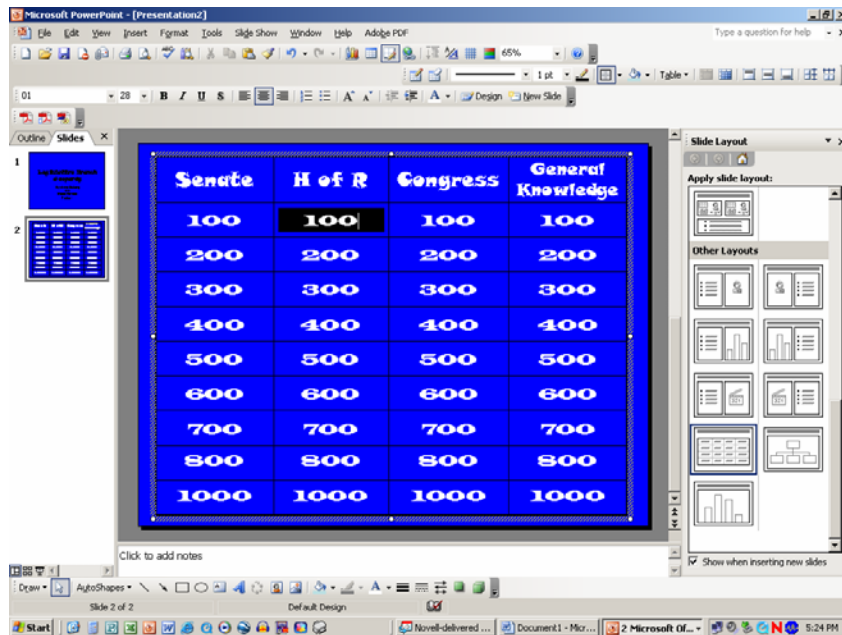 Microsoft PowerPoint - [Presentation2]
File Edit View Insert Format Tools Slide Show Window Help Adobe PDF
Type a question for help
65%
1 pt
Table
01 28 B I U S A A A Design New Slide
Outline Slides
Slide Layout
Apply slide layout:
Other Layouts
1
2
Senate H of R Congress General Knowledge
100 100 100 100
200 200 200 200
300 300 300 300
400 400 400 400
500 500 500 500
600 600 600 600
700 700 700 700
800 800 800 800
1000 1000 1000 1000
Click to add notes
Show when inserting new slides
Draw AutoShapes
Slide 2 of 2 Default Design
Start Novell-delivered ... Document1 - Micr... 2 Microsoft Of... 5:24 PM